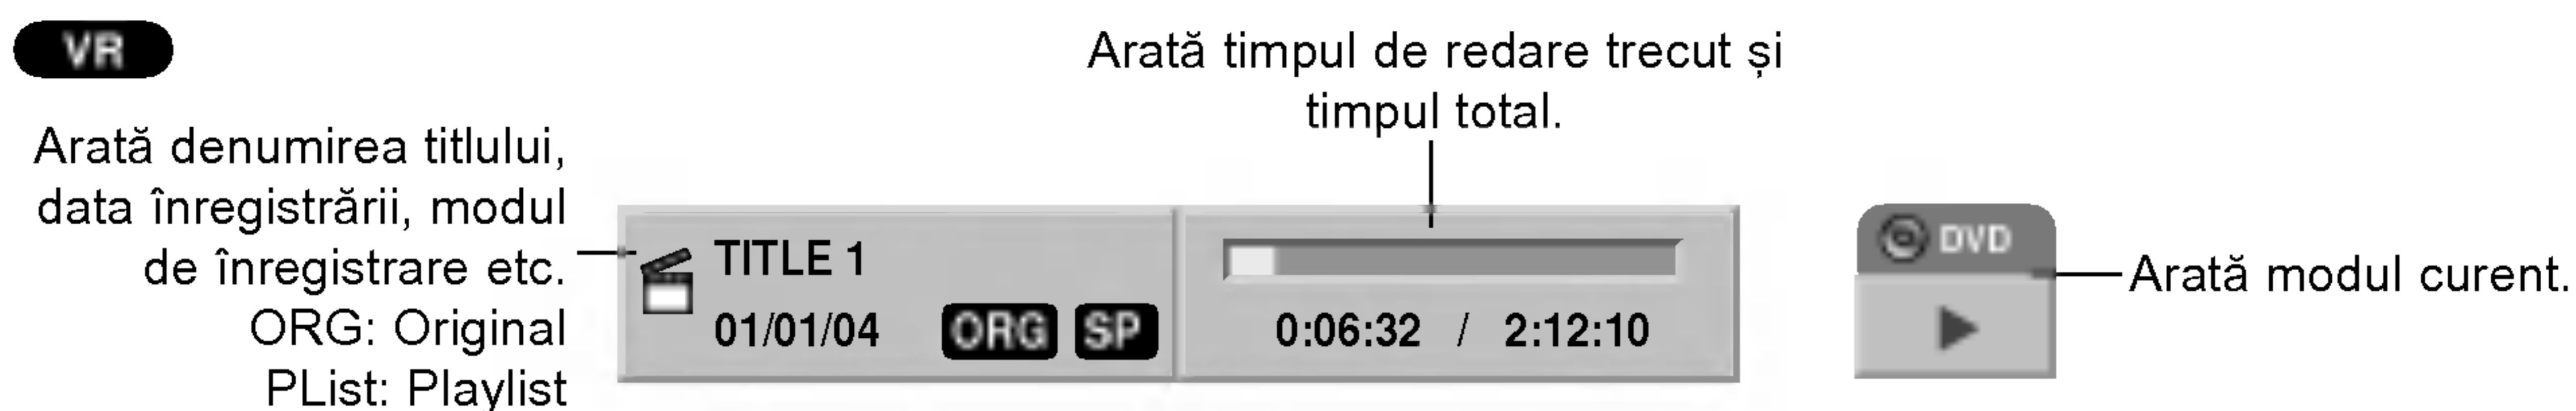 VR
Arată timpul de redare trecut și
timpul total.
Arată denumirea titlului,
data înregistrării, modul
de înregistrare etc.
ORG: Original
PList: Playlist
TITLE 1
01/01/04 ORG SP
0:06:32 / 2:12:10
DVD
Arată modul curent.